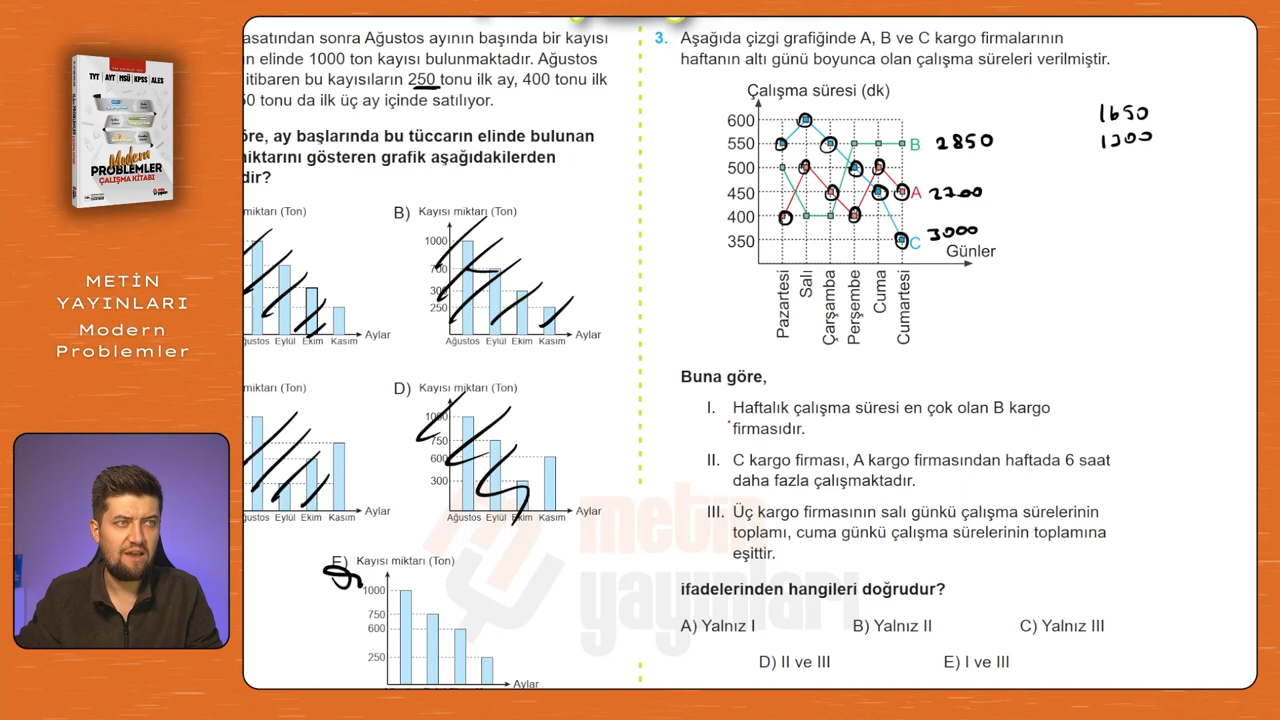 TYT | AYT | MSÜ | KPSS | ALES
Modern
PROBLEMLER
ÇALIŞMA KİTABI
METİN
YAYINLARI
Modern
Problemler
asatından sonra Ağustos ayının başında bir kayısı
n elinde 1000 ton kayısı bulunmaktadır. Ağustos
itibaren bu kayısıların 250 tonu ilk ay, 400 tonu ilk
50 tonu da ilk üç ay içinde satılıyor.
öre, ay başlarında bu tüccarın elinde bulunan
miktarını gösteren grafik aşağıdakilerden
dir?
miktarı (Ton)
ğustos Eylül Ekim Kasım
Aylar
B) Kayısı miktarı (Ton)
1000
700
300
250
Ağustos Eylül Ekim Kasım
Aylar
miktarı (Ton)
ğustos Eylül Ekim Kasım
Aylar
D) Kayısı miktarı (Ton)
1000
750
600
300
Ağustos Eylül Ekim Kasım
Aylar
E) Kayısı miktarı (Ton)
1000
750
600
250
Aylar
3. Aşağıda çizgi grafiğinde A, B ve C kargo firmalarının
haftanın altı günü boyunca olan çalışma süreleri verilmiştir.
Çalışma süresi (dk)
600
550
500
450
400
350
B 2850
A 2700
C 3000
Günler
Pazartesi
Salı
Çarşamba
Perşembe
Cuma
Cumartesi
1650
1200
Buna göre,
I. Haftalık çalışma süresi en çok olan B kargo
firmasıdır.
II. C kargo firması, A kargo firmasından haftada 6 saat
daha fazla çalışmaktadır.
III. Üç kargo firmasının salı günkü çalışma sürelerinin
toplamı, cuma günkü çalışma sürelerinin toplamına
eşittir.
ifadelerinden hangileri doğrudur?
A) Yalnız I
B) Yalnız II
C) Yalnız III
D) II ve III
E) I ve III
metin
yayınları